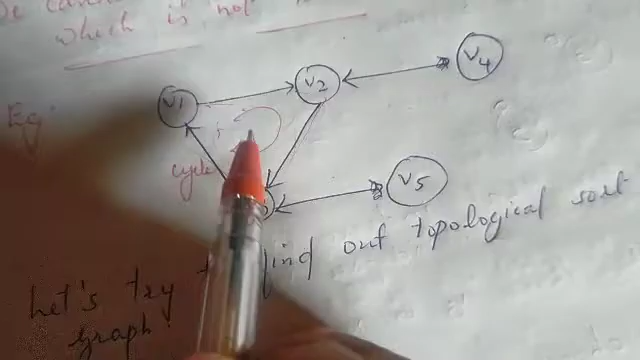 which is not
V1
V2
V4
Eg:
cycle
V5
find out topological sort
Let's try
graph!